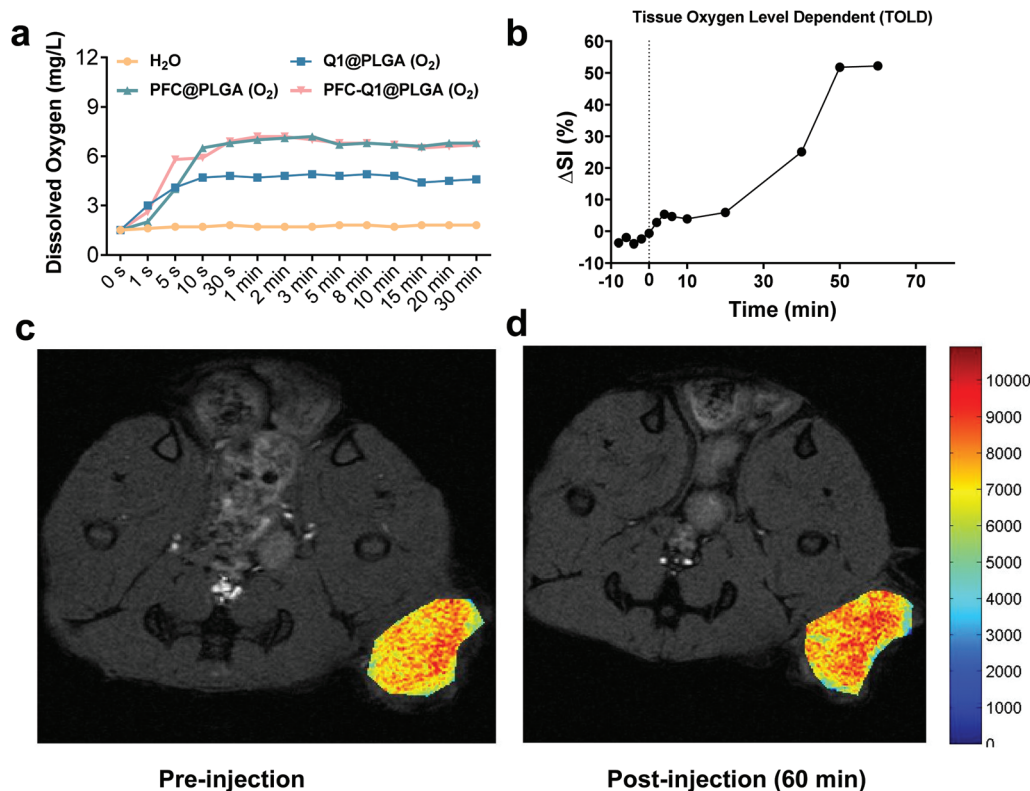 a
Dissolved Oxygen (mg/L)
12
9
6
3
0
H₂O
Q1@PLGA (O₂)
PFC@PLGA (O₂)
PFC-Q1@PLGA (O₂)
0 s
1 s
5 s
10 s
30 s
1 min
2 min
3 min
5 min
8 min
10 min
15 min
20 min
30 min
b
Tissue Oxygen Level Dependent (TOLD)
ΔSI (%)
60
50
40
30
20
10
0
-10
-10
0
10
30
50
70
Time (min)
c
d
10000
9000
8000
7000
6000
5000
4000
3000
2000
1000
0
Pre-injection
Post-injection (60 min)